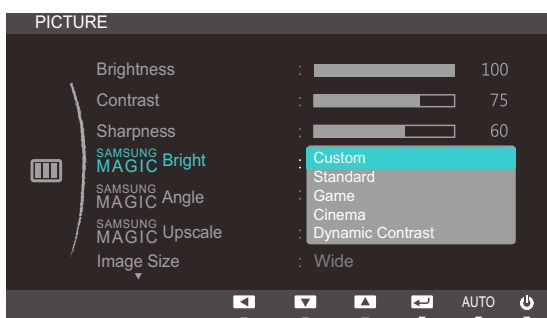 PICTURE
Brightness : 100
Contrast : 75
Sharpness : 60
SAMSUNG MAGIC Bright : Custom
Standard
Game
Cinema
Dynamic Contrast
SAMSUNG MAGIC Angle :
SAMSUNG MAGIC Upscale :
Image Size : Wide
AUTO